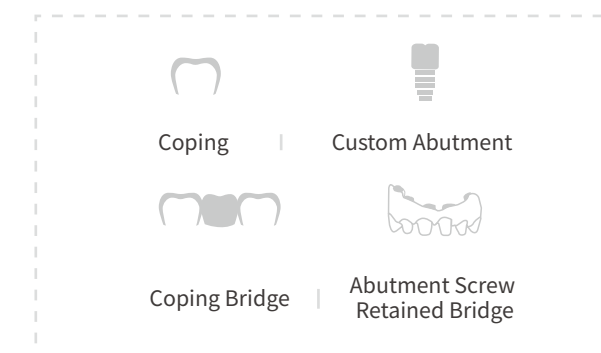 Coping
Custom Abutment
Coping Bridge
Abutment Screw
Retained Bridge